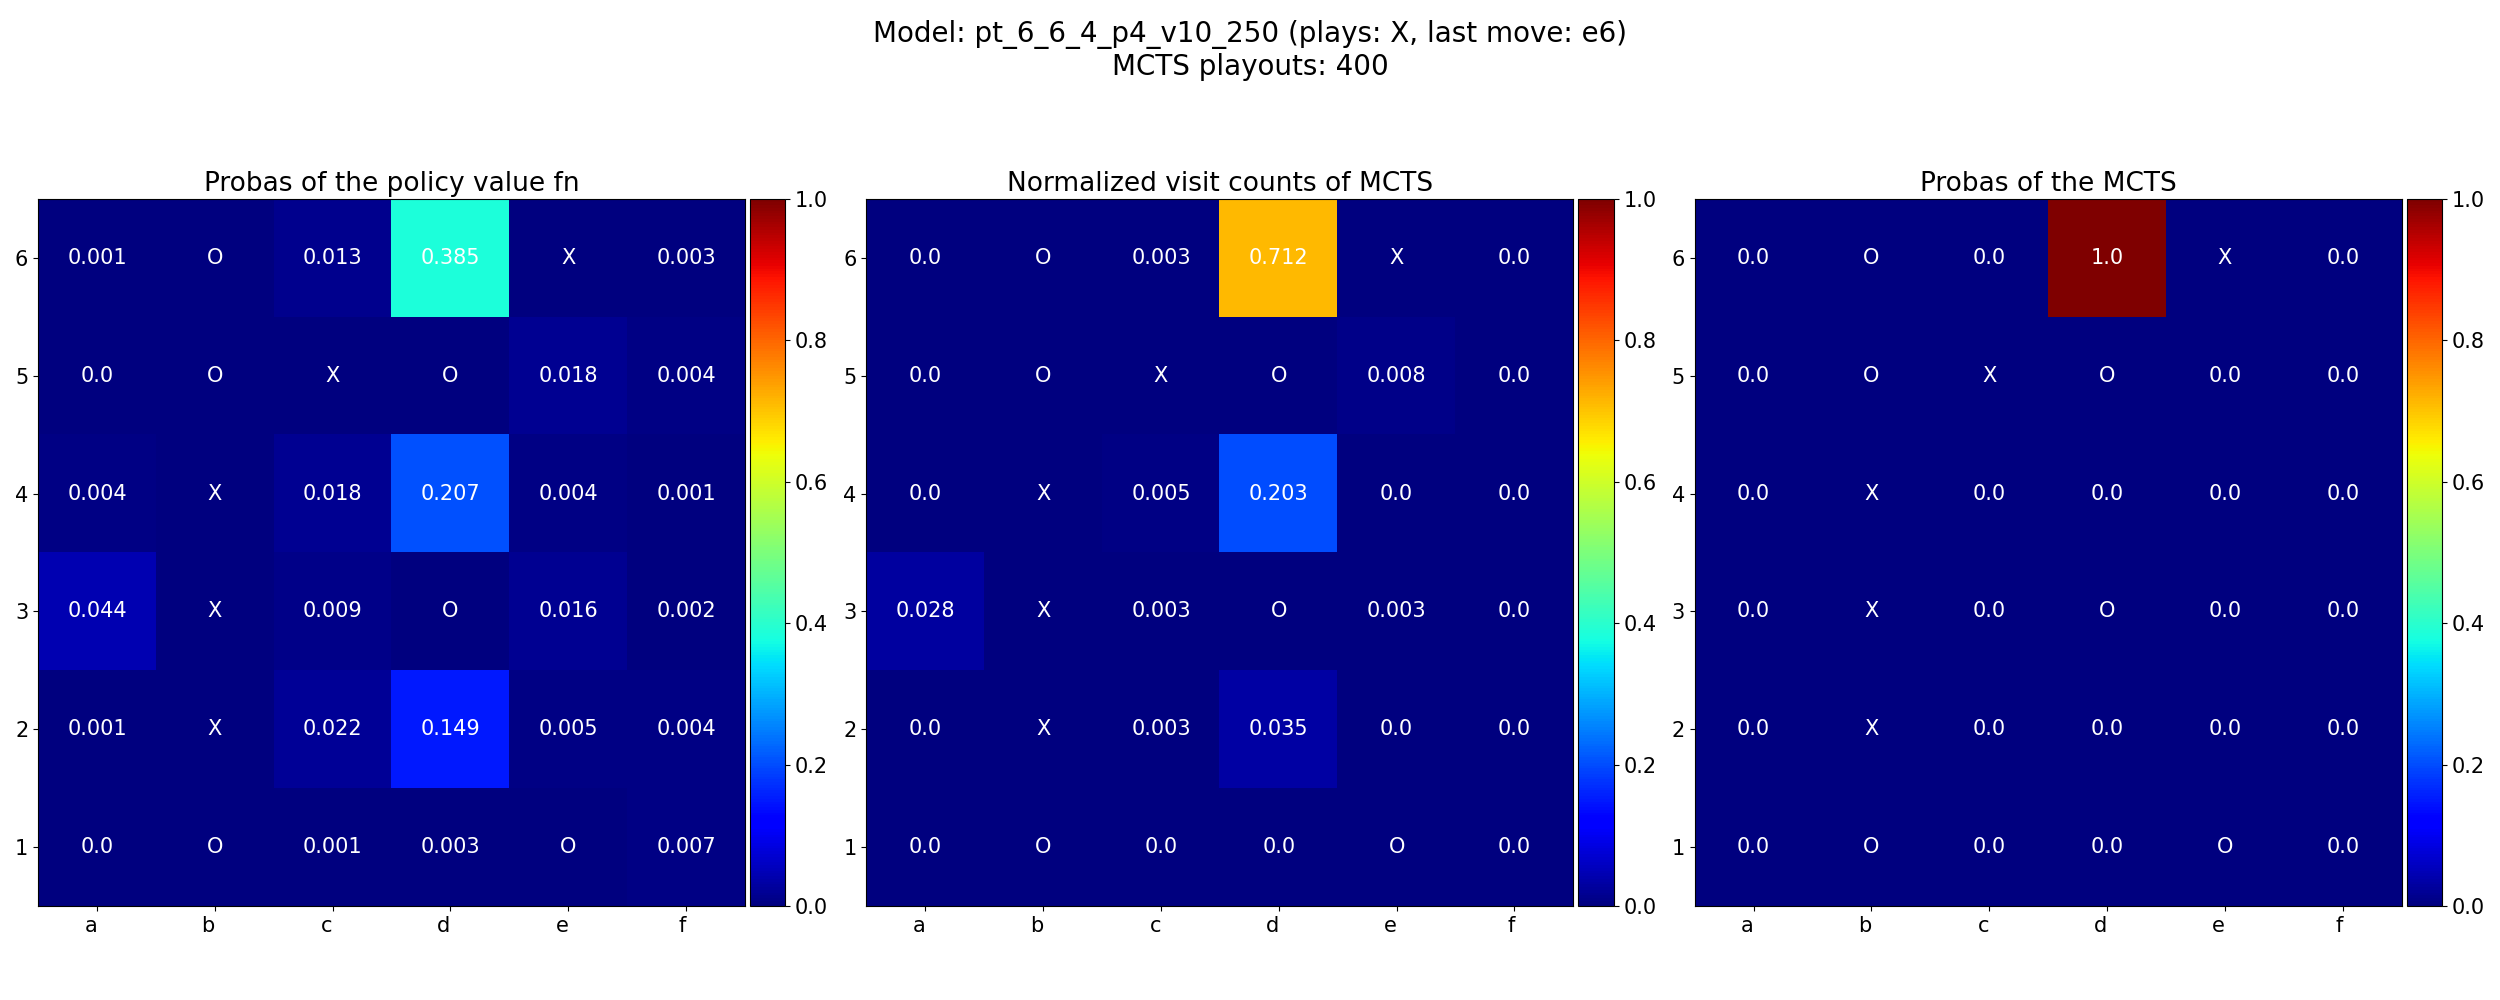 Model: pt_6_6_4_p4_v10_250 (plays: X, last move: e6)
MCTS playouts: 400
Probas of the policy value fn
1.0
6 0.001 O 0.013 0.385 X 0.003
0.8
5 0.0 O X O 0.018 0.004
0.6
4 0.004 X 0.018 0.207 0.004 0.001
0.4
3 0.044 X 0.009 O 0.016 0.002
2 0.001 X 0.022 0.149 0.005 0.004
0.2
1 0.0 O 0.001 0.003 O 0.007
0.0
a b c d e f
Normalized visit counts of MCTS
1.0
6 0.0 O 0.003 0.712 X 0.0
0.8
5 0.0 O X O 0.008 0.0
0.6
4 0.0 X 0.005 0.203 0.0 0.0
0.4
3 0.028 X 0.003 O 0.003 0.0
2 0.0 X 0.003 0.035 0.0 0.0
0.2
1 0.0 O 0.0 0.0 O 0.0
0.0
a b c d e f
Probas of the MCTS
1.0
6 0.0 O 0.0 1.0 X 0.0
0.8
5 0.0 O X O 0.0 0.0
0.6
4 0.0 X 0.0 0.0 0.0 0.0
0.4
3 0.0 X 0.0 O 0.0 0.0
2 0.0 X 0.0 0.0 0.0 0.0
0.2
1 0.0 O 0.0 0.0 O 0.0
0.0
a b c d e f